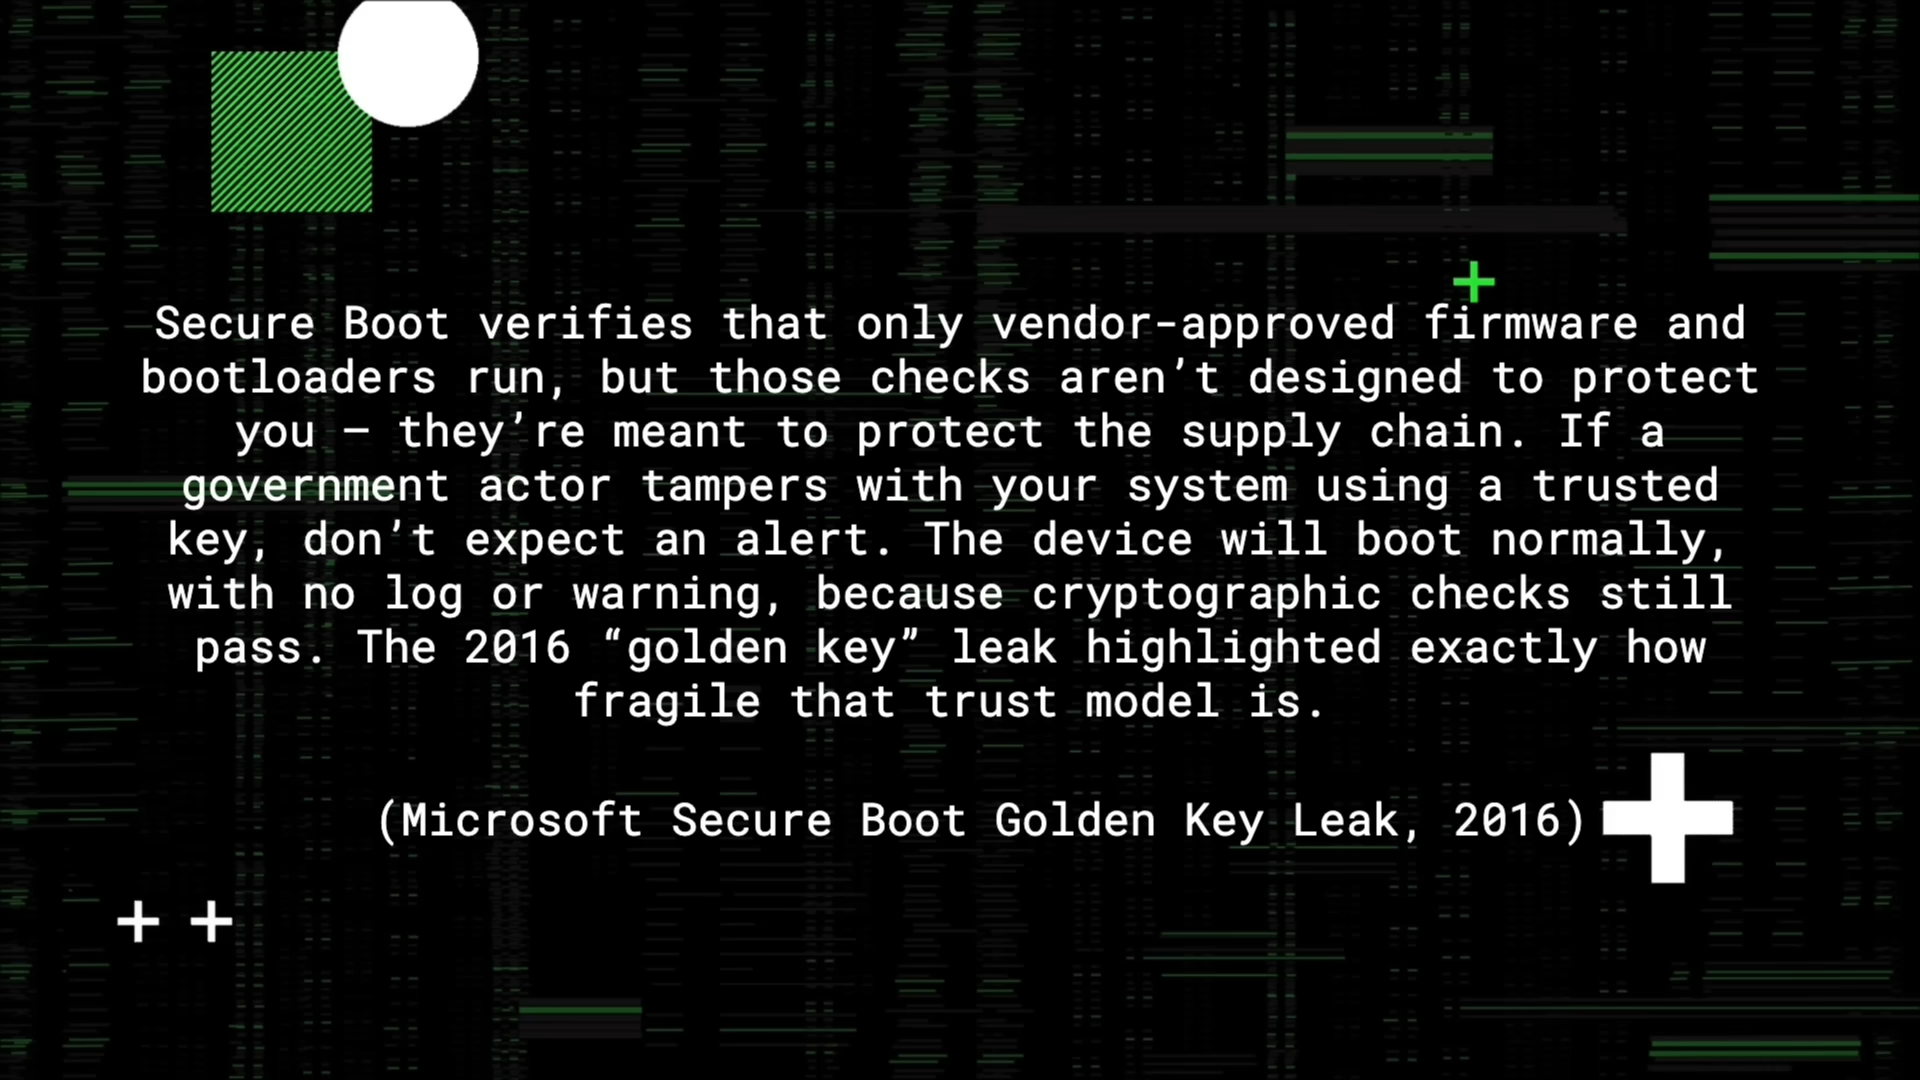 Secure Boot verifies that only vendor-approved firmware and
bootloaders run, but those checks aren’t designed to protect
you – they’re meant to protect the supply chain. If a
government actor tampers with your system using a trusted
key, don’t expect an alert. The device will boot normally,
with no log or warning, because cryptographic checks still
pass. The 2016 “golden key” leak highlighted exactly how
fragile that trust model is.
(Microsoft Secure Boot Golden Key Leak, 2016)